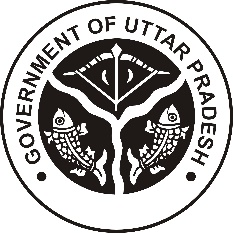 GOVERNMENT OF UTTAR PRADESH